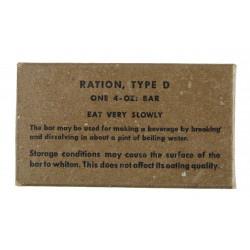 RATION, TYPE D
ONE 4-OZ: BAR
EAT VERY SLOWLY
The bar may be used for making a beverage by breaking
and dissolving in about a pint of boiling water.
Storage conditions may cause the surface of the
bar to whiton. This does not affect its eating quality.